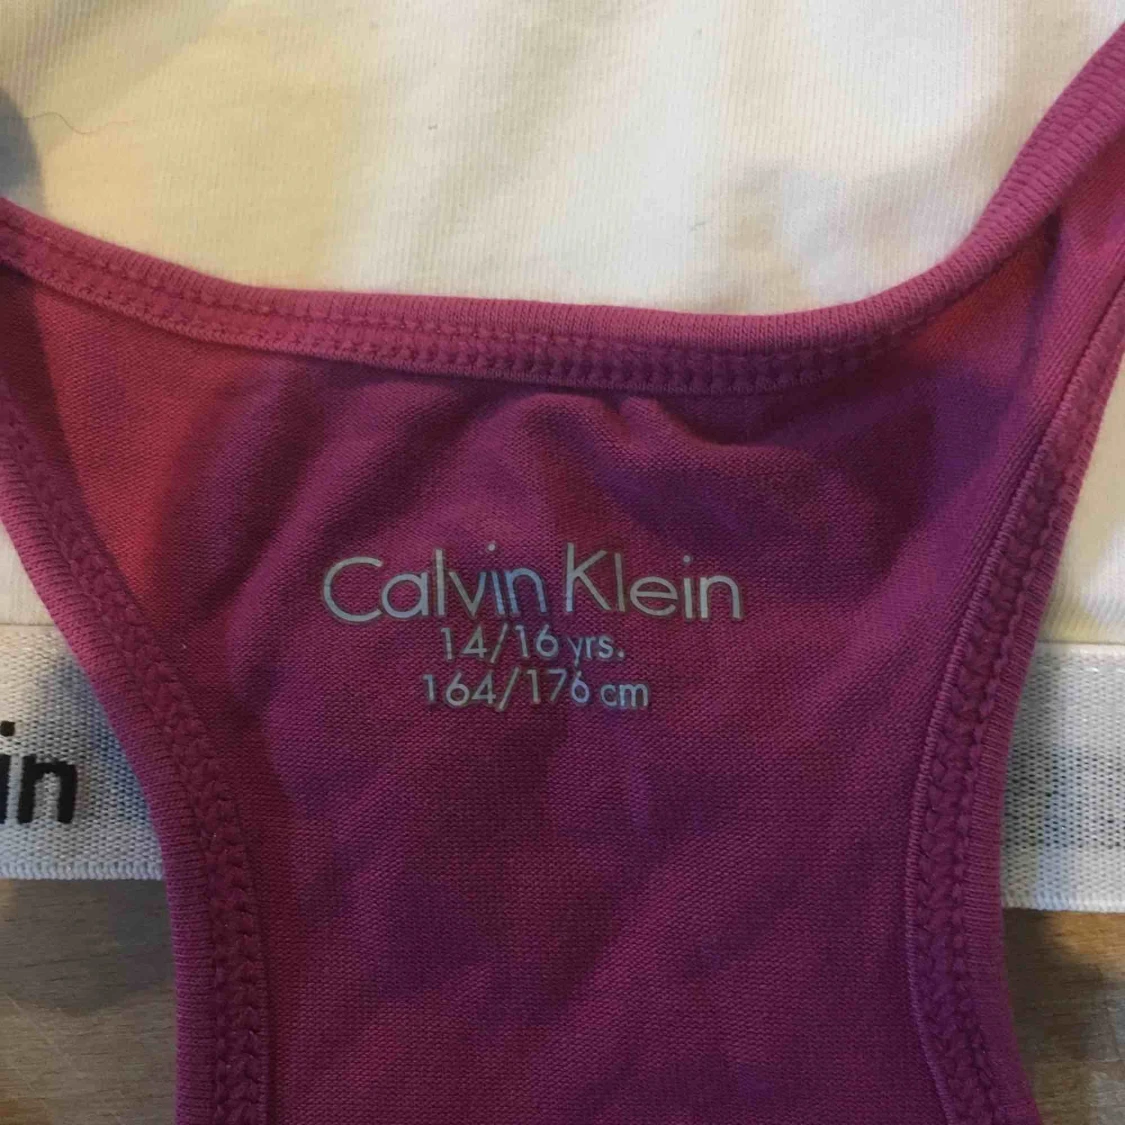 Calvin Klein
14/16 yrs.
164/176 cm
in